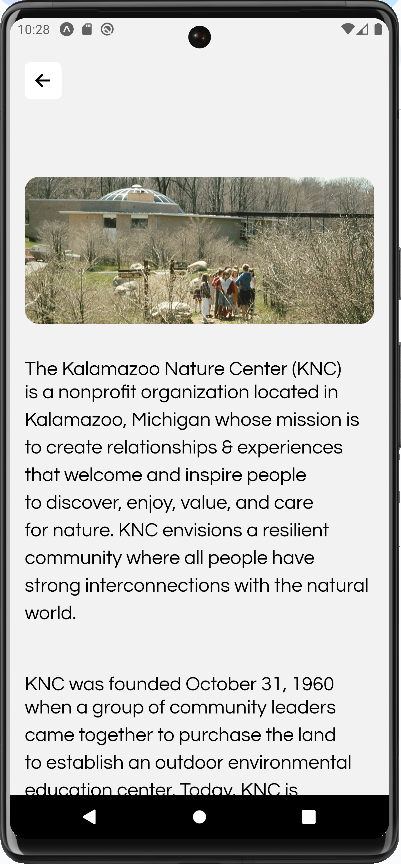 10:28
The Kalamazoo Nature Center (KNC)
is a nonprofit organization located in
Kalamazoo, Michigan whose mission is
to create relationships & experiences
that welcome and inspire people
to discover, enjoy, value, and care
for nature. KNC envisions a resilient
community where all people have
strong interconnections with the natural
world.
KNC was founded October 31, 1960
when a group of community leaders
came together to purchase the land
to establish an outdoor environmental
education center. Today, KNC is